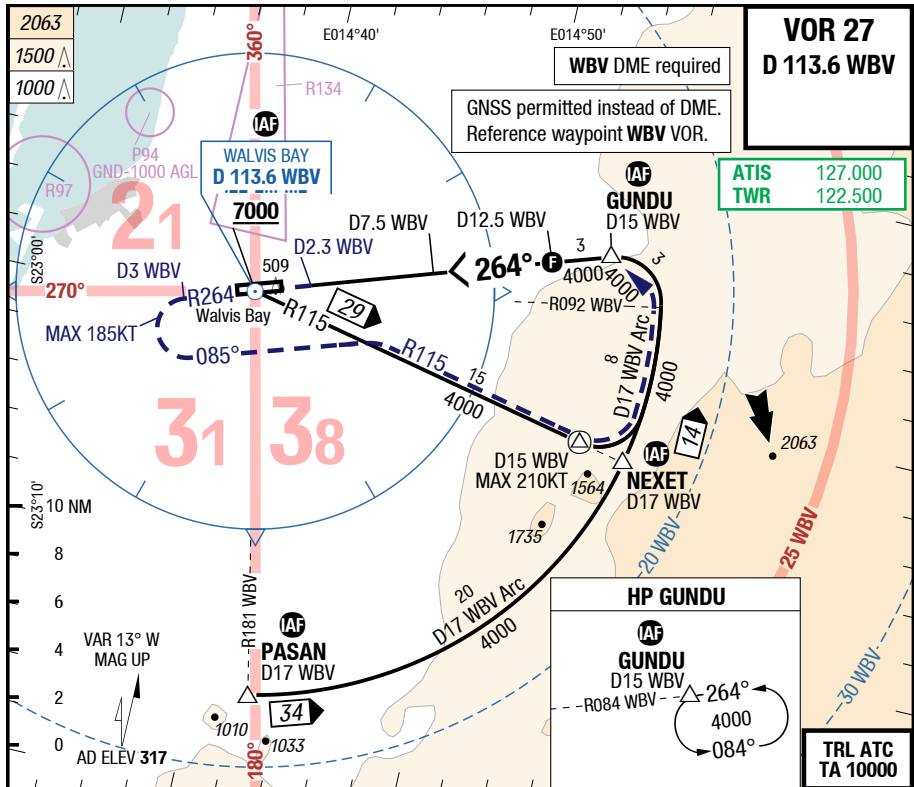 2063
1500
1000
E014°40'
E014°50'
VOR 27
D 113.6 WBV
WBV DME required
GNSS permitted instead of DME.
Reference waypoint WBV VOR.
ATIS 127.000
TWR 122.500
360°
R134
IAF
P94
GND-1000 AGL
R97
WALVIS BAY
D 113.6 WBV
7000
21
IAF
GUNDU
D15 WBV
D12.5 WBV
D7.5 WBV
D2.3 WBV
264°
F
3
4000
3
4000
S23°00'
D3 WBV
509
270°
R264
Walvis Bay
R115
29
R092 WBV
MAX 185KT
085°
R115
15
4000
8
D17 WBV Arc
4000
31
38
D15 WBV
MAX 210KT
1564
14
IAF
NEXET
D17 WBV
2063
S23°10'
10 NM
8
6
4
2
0
1735
20 WBV
25 WBV
R181 WBV
20
D17 WBV Arc
4000
IAF
PASAN
D17 WBV
34
VAR 13° W
MAG UP
1010
1033
AD ELEV 317
180°
HP GUNDU
IAF
GUNDU
D15 WBV
R084 WBV
264°
4000
084°
30 WBV
TRL ATC
TA 10000